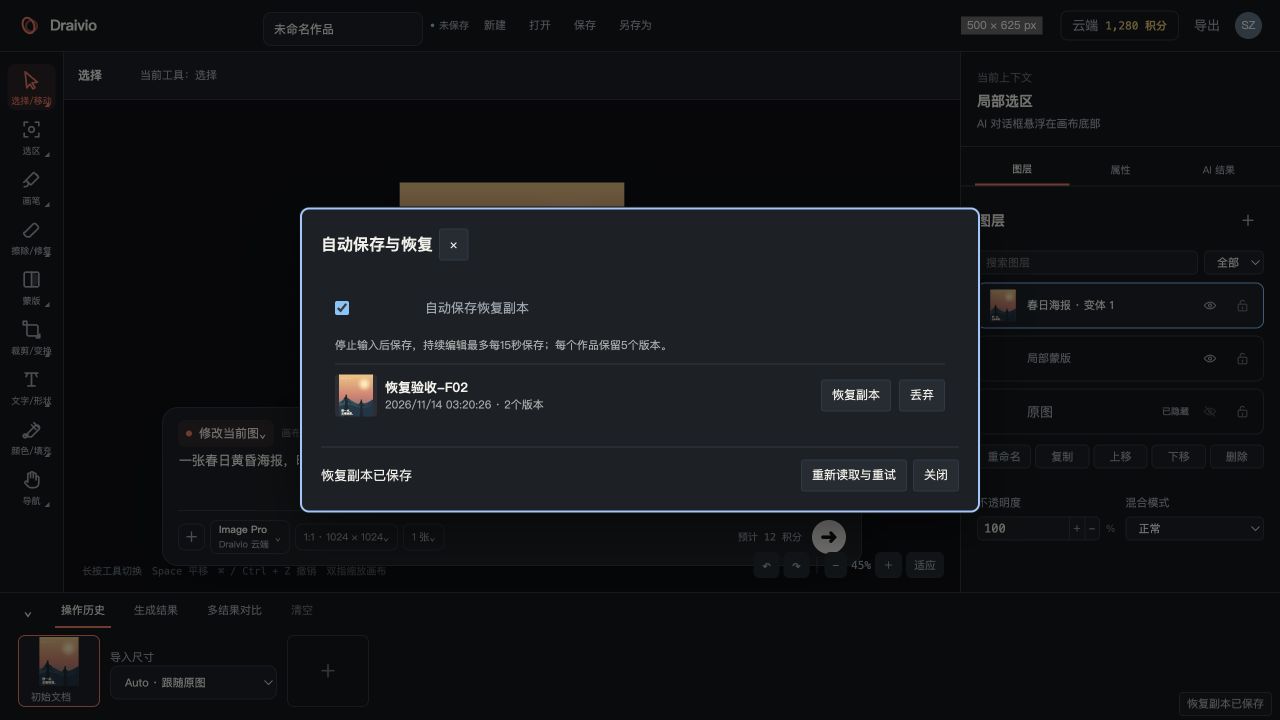 Draivio
未命名作品
• 未保存
新建
打开
保存
另存为
500 × 625 px
云端 1,280 积分
导出
SZ
选择/移动
选区
画笔
擦除/修复
蒙版
裁剪/变换
文字/形状
颜色/填充
导航
选择
当前工具：选择
当前上下文
局部选区
AI 对话框悬浮在画布底部
图层
属性
AI 结果
图层
搜索图层
全部
春日海报 · 变体 1
局部蒙版
原图
已隐藏
重命名
复制
上移
下移
删除
不透明度
混合模式
100
+
−
%
正常
自动保存与恢复
×
自动保存恢复副本
停止输入后保存，持续编辑最多每15秒保存；每个作品保留5个版本。
恢复验收-F02
2026/11/14 03:20:26 · 2个版本
恢复副本
丢弃
恢复副本已保存
重新读取与重试
关闭
修改当前图
一张春日黄昏海报，
Image Pro
Draivio 云端
1:1 · 1024 × 1024
1 张
预计 12 积分
长按工具切换 Space 平移 ⌘ / Ctrl + Z 撤销 双指缩放画布
45%
适应
操作历史
生成结果
多结果对比
清空
初始文档
导入尺寸
Auto · 跟随原图
恢复副本已保存